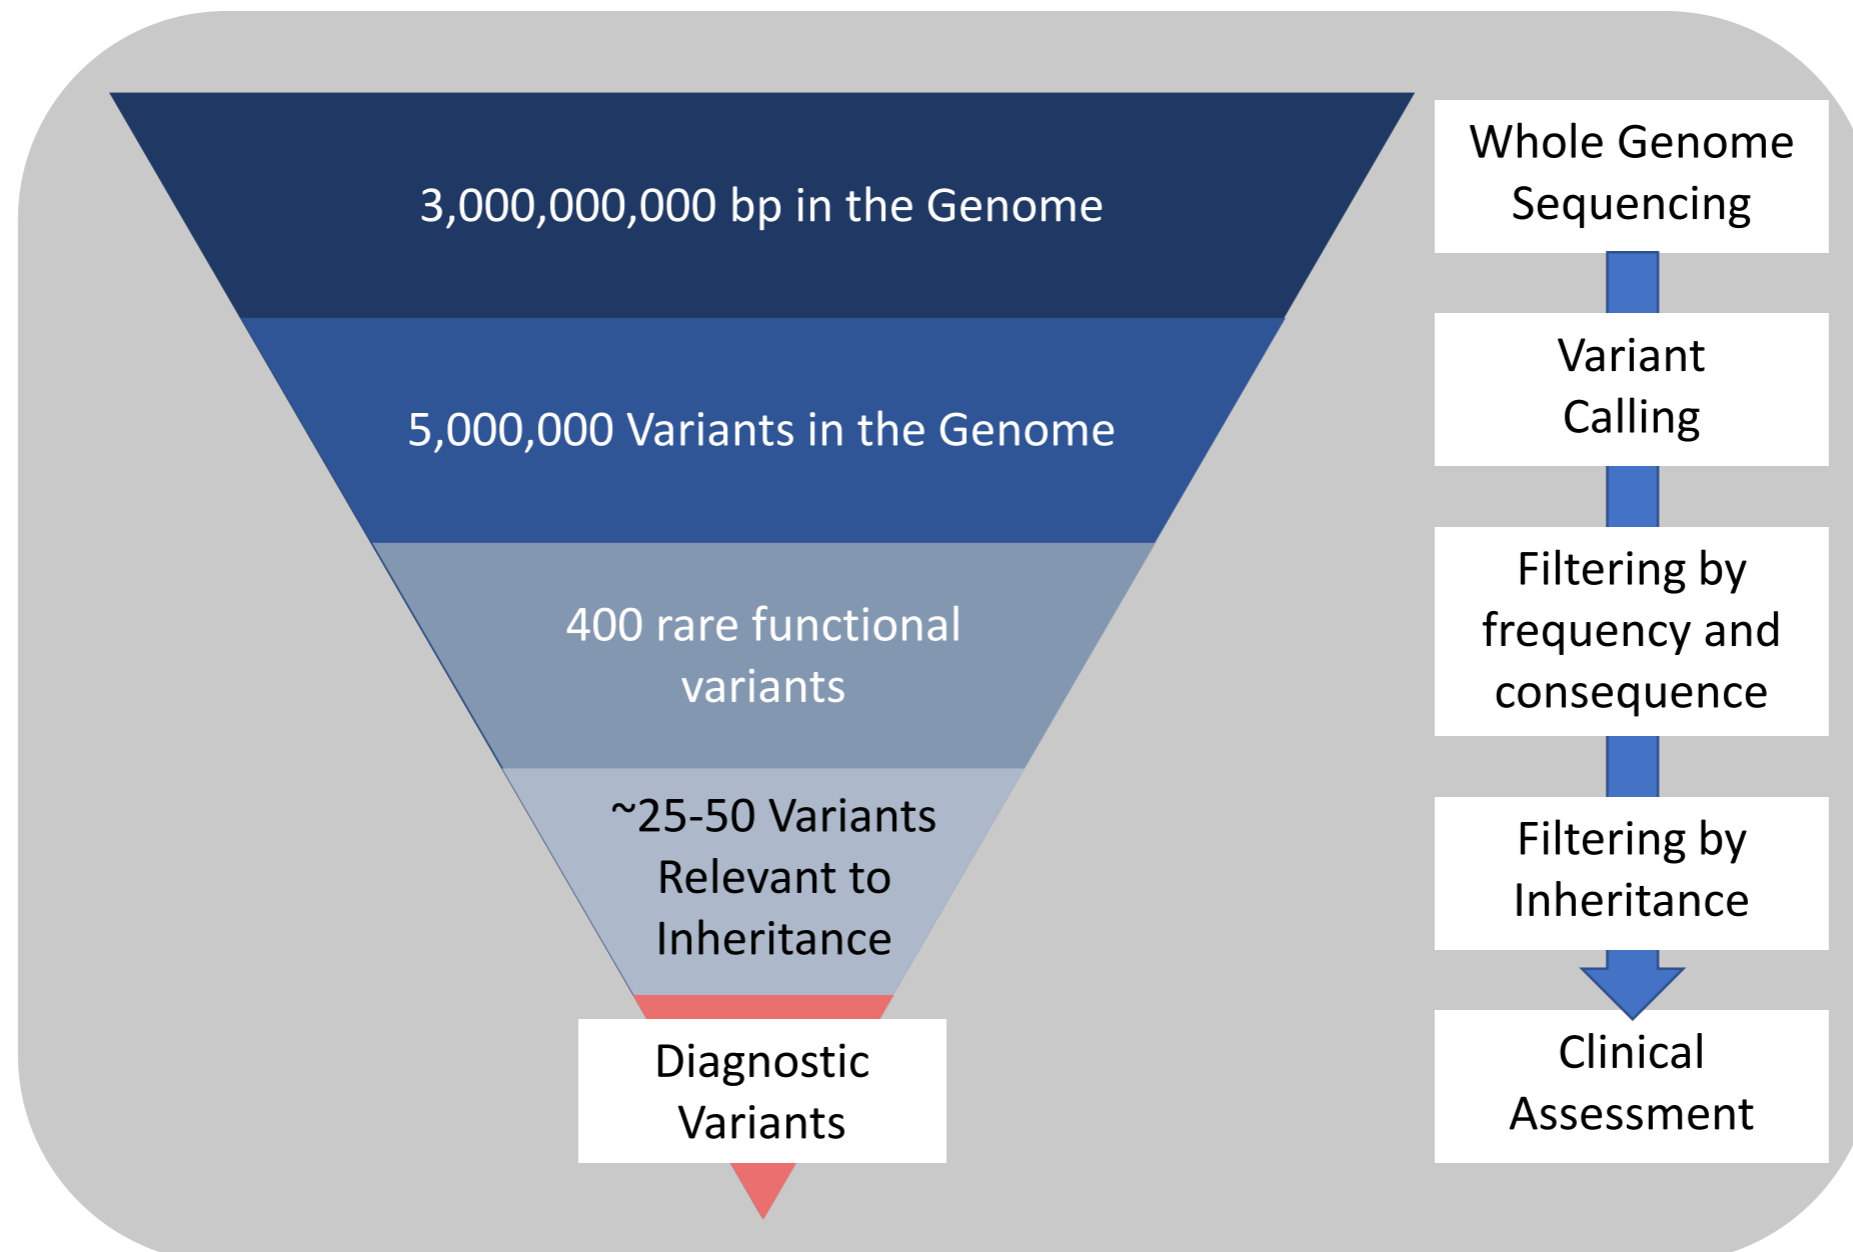 3,000,000,000 bp in the Genome
5,000,000 Variants in the Genome
400 rare functional
variants
~25-50 Variants
Relevant to
Inheritance
Diagnostic
Variants
Whole Genome
Sequencing
Variant
Calling
Filtering by
frequency and
consequence
Filtering by
Inheritance
Clinical
Assessment